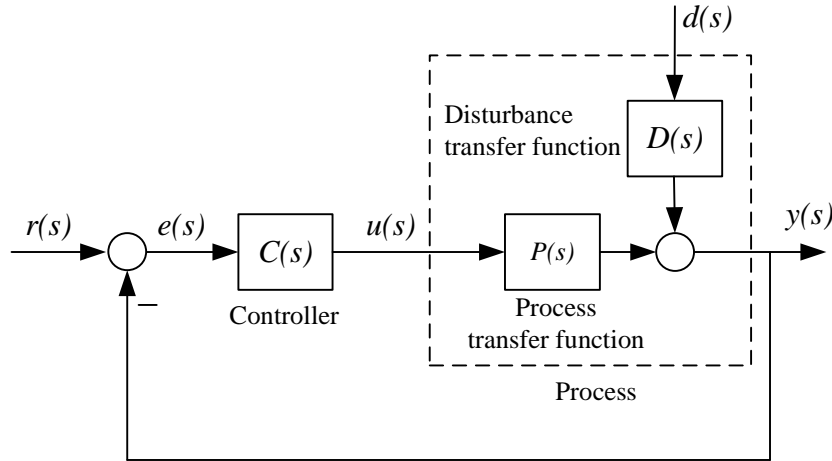 d(s)
Disturbance
transfer function
D(s)
r(s)
e(s)
C(s)
u(s)
P(s)
y(s)
–
Controller
Process
transfer function
Process